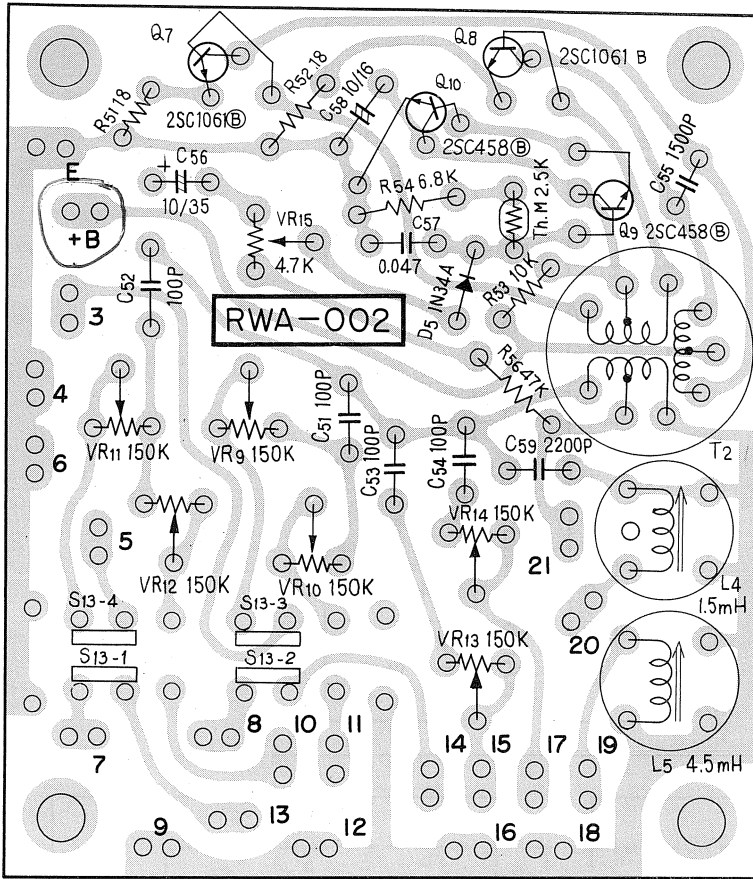 Q7
Q8
2SC1061 B
R51 18
R52 18
C58 10/16
Q10
2SC1061Ⓑ
2SC458Ⓑ
C55 1500P
E
C56
10/35
R54 6.8K
Th.M 2.5K
+B
VR15
4.7K
C57
0.047
Q9 2SC458Ⓑ
C52 100P
D5 IN34A
R53 10K
3
RWA-002
R56 47K
4
C51 100P
C53 100P
C54 100P
C59 2200P
VR11 150K
VR9 150K
T2
6
5
VR14 150K
21
VR12 150K
VR10 150K
L4
1.5mH
S13-4
S13-3
20
VR13 150K
S13-1
S13-2
8
10
11
7
14
15
17
19
L5 4.5mH
13
9
12
16
18